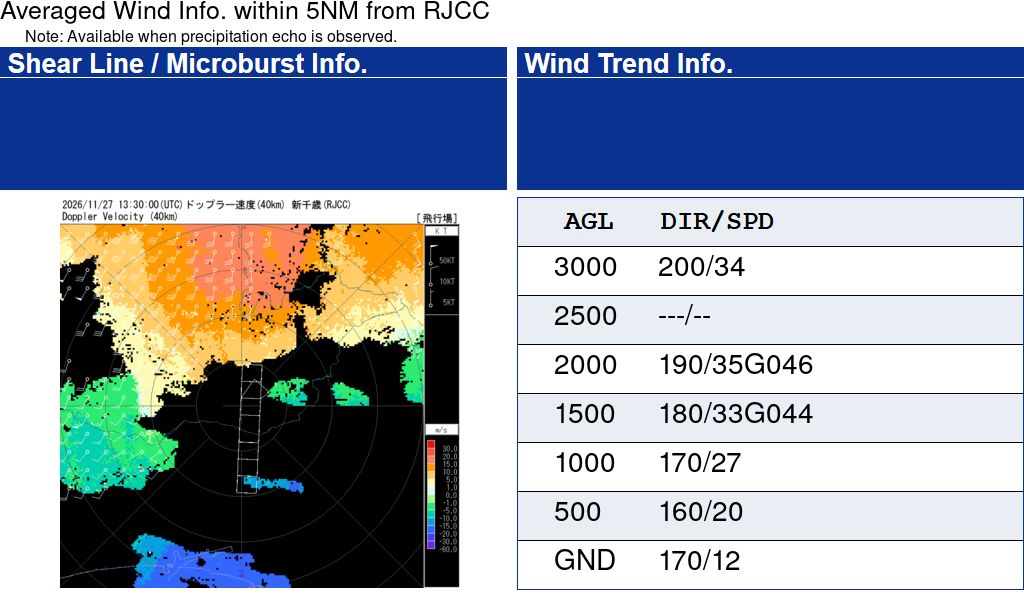 Averaged Wind Info. within 5NM from RJCC
Note: Available when precipitation echo is observed.
Shear Line / Microburst Info.
Wind Trend Info.
2026/11/27 13:30:00(UTC) ドップラー速度(40km) 新千歳(RJCC)
Doppler Velocity (40km)
[飛行場]
KT
50KT
10KT
5KT
m/s
30.0
20.0
15.0
10.0
5.0
1.0
0.0
-1.0
-5.0
-10.0
-15.0
-20.0
-30.0
-60.0
AGL DIR/SPD
3000 200/34
2500 ---/--
2000 190/35G046
1500 180/33G044
1000 170/27
500 160/20
GND 170/12